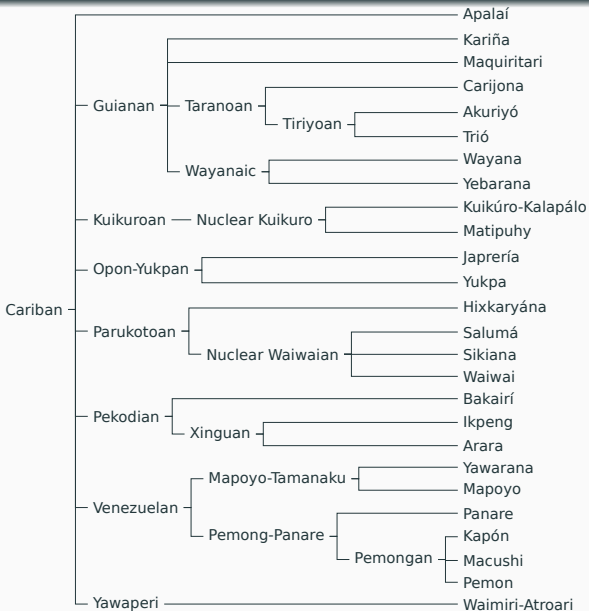 Apalaí
Kariña
Maquiritari
Carijona
Guianan
Taranoan
Akuriyó
Tiriyoan
Trió
Wayana
Wayanaic
Yebarana
Kuikúro-Kalapálo
Kuikuroan
Nuclear Kuikuro
Matipuhy
Japrería
Opon-Yukpan
Yukpa
Hixkaryána
Cariban
Parukotoan
Salumá
Nuclear Waiwaian
Sikiana
Waiwai
Bakairí
Pekodian
Ikpeng
Xinguan
Arara
Yawarana
Mapoyo-Tamanaku
Mapoyo
Venezuelan
Panare
Pemong-Panare
Kapón
Pemongan
Macushi
Pemon
Yawaperi
Waimiri-Atroari